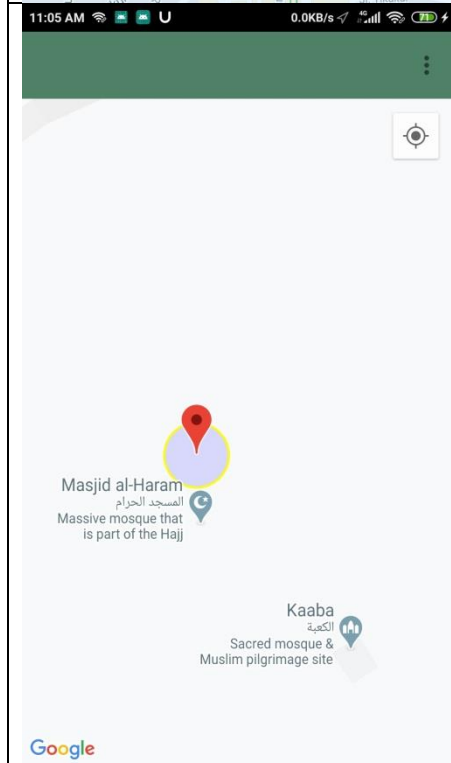 11:05 AM
U
0.0KB/s
4G
71
Masjid al-Haram
المسجد الحرام
Massive mosque that
is part of the Hajj
Kaaba
الكعبة
Sacred mosque &
Muslim pilgrimage site
Google